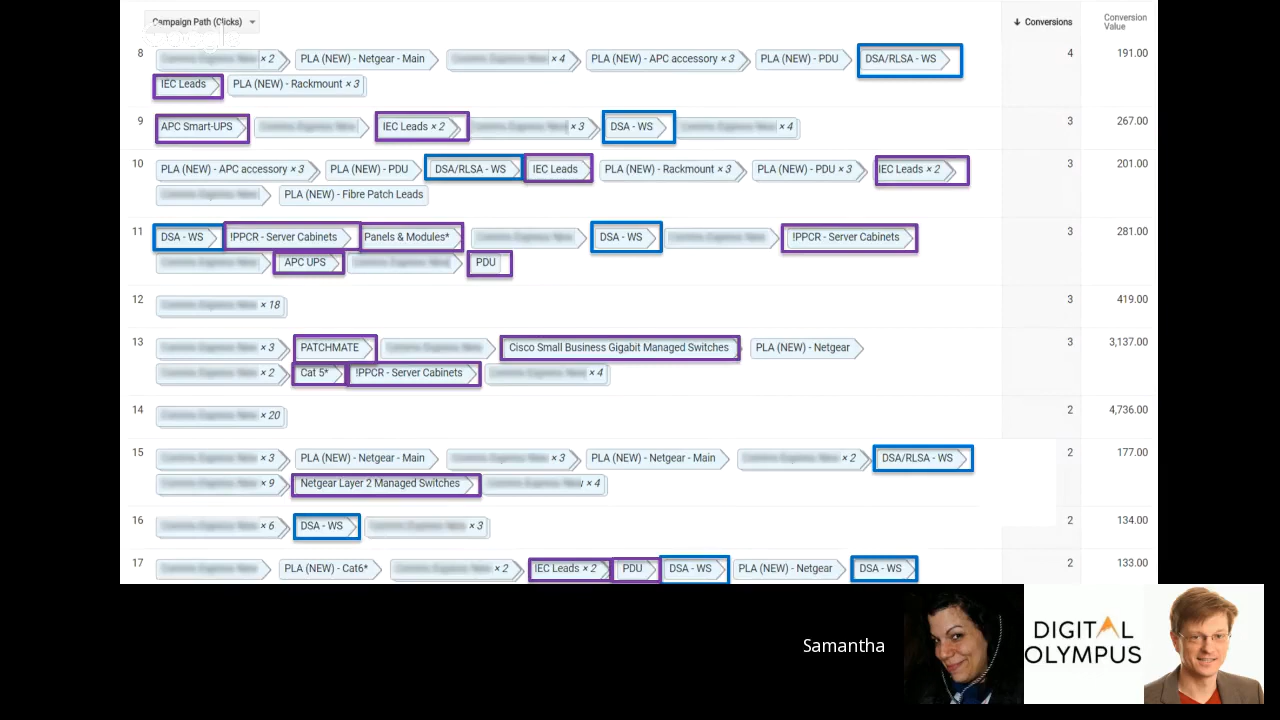 Campaign Path (Clicks) Conversions Conversion Value
8 × 2 PLA (NEW) - Netgear - Main × 4 PLA (NEW) - APC accessory × 3 PLA (NEW) - PDU DSA/RLSA - WS 4 191.00
IEC Leads PLA (NEW) - Rackmount × 3
9 APC Smart-UPS IEC Leads × 2 × 3 DSA - WS × 4 3 267.00
10 PLA (NEW) - APC accessory × 3 PLA (NEW) - PDU DSA/RLSA - WS IEC Leads PLA (NEW) - Rackmount × 3 PLA (NEW) - PDU × 3 IEC Leads × 2 3 201.00
PLA (NEW) - Fibre Patch Leads
11 DSA - WS !PPCR - Server Cabinets Panels & Modules* DSA - WS !PPCR - Server Cabinets 3 281.00
APC UPS PDU
12 × 18 3 419.00
13 × 3 PATCHMATE Cisco Small Business Gigabit Managed Switches PLA (NEW) - Netgear 3 3,137.00
× 2 Cat 5* !PPCR - Server Cabinets × 4
14 × 20 2 4,736.00
15 × 3 PLA (NEW) - Netgear - Main × 3 PLA (NEW) - Netgear - Main × 2 DSA/RLSA - WS 2 177.00
× 9 Netgear Layer 2 Managed Switches × 4
16 × 6 DSA - WS × 3 2 134.00
17 PLA (NEW) - Cat6* × 2 IEC Leads × 2 PDU DSA - WS PLA (NEW) - Netgear DSA - WS 2 133.00
Samantha
DIGITAL
OLYMPUS